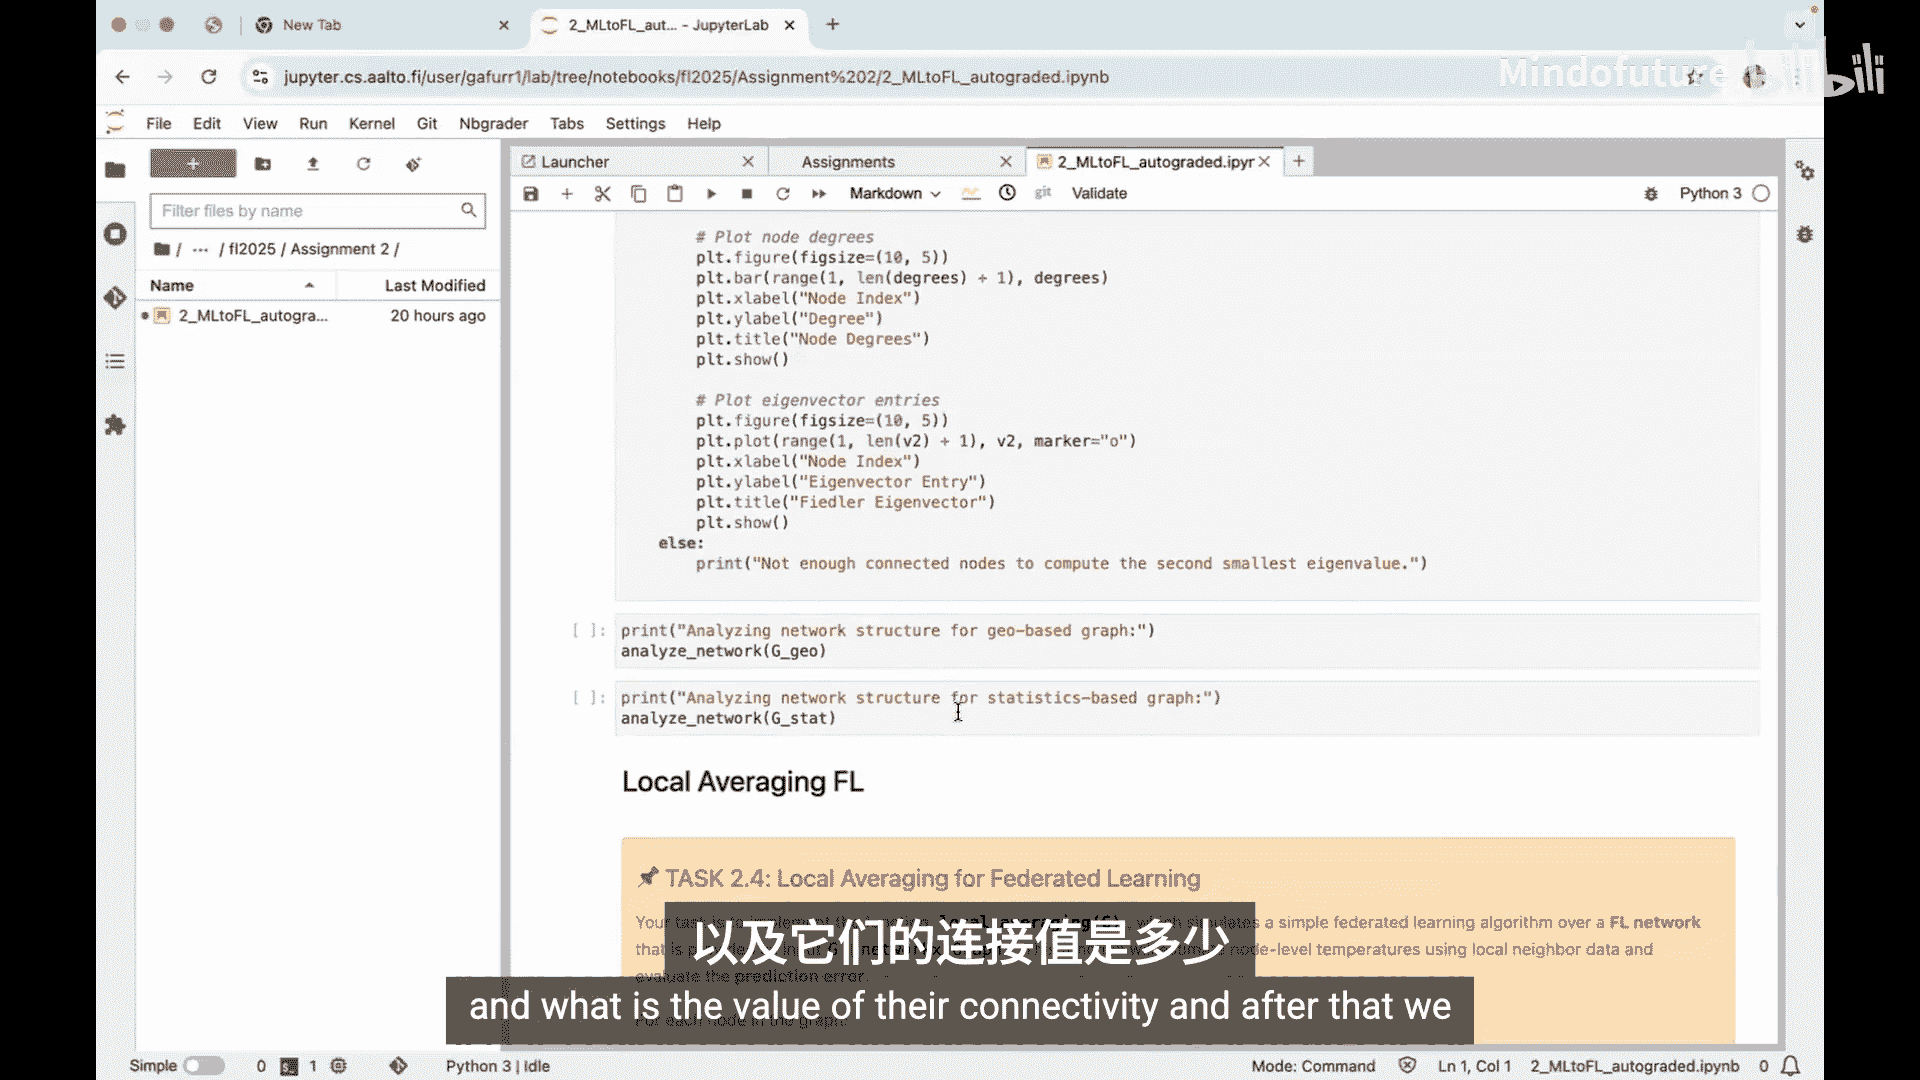 New Tab
2_MLtoFL_aut... - JupyterLab
jupyter.cs.aalto.fi/user/gafurr1/lab/tree/notebooks/fl2025/Assignment%202/2_MLtoFL_autograded.ipynb
Mindofuture bilibili
File Edit View Run Kernel Git Nbgrader Tabs Settings Help
Launcher
Assignments
2_MLtoFL_autograded.ipyr
Markdown
git
Validate
Python 3
Filter files by name
/ ··· / fl2025 / Assignment 2 /
Name Last Modified
2_MLtoFL_autogra... 20 hours ago
# Plot node degrees
plt.figure(figsize=(10, 5))
plt.bar(range(1, len(degrees) + 1), degrees)
plt.xlabel("Node Index")
plt.ylabel("Degree")
plt.title("Node Degrees")
plt.show()
# Plot eigenvector entries
plt.figure(figsize=(10, 5))
plt.plot(range(1, len(v2) + 1), v2, marker="o")
plt.xlabel("Node Index")
plt.ylabel("Eigenvector Entry")
plt.title("Fiedler Eigenvector")
plt.show()
else:
print("Not enough connected nodes to compute the second smallest eigenvalue.")
[ ]: print("Analyzing network structure for geo-based graph:")
analyze_network(G_geo)
[ ]: print("Analyzing network structure for statistics-based graph:")
analyze_network(G_stat)
Local Averaging FL
TASK 2.4: Local Averaging for Federated Learning
a simple federated learning algorithm over a FL network
node-level temperatures using local neighbor data and
evaluate the prediction error.
以及它们的连接值是多少
and what is the value of their connectivity and after that we
Simple 0 1 Python 3 | Idle Mode: Command Ln 1, Col 1 2_MLtoFL_autograded.ipynb 0